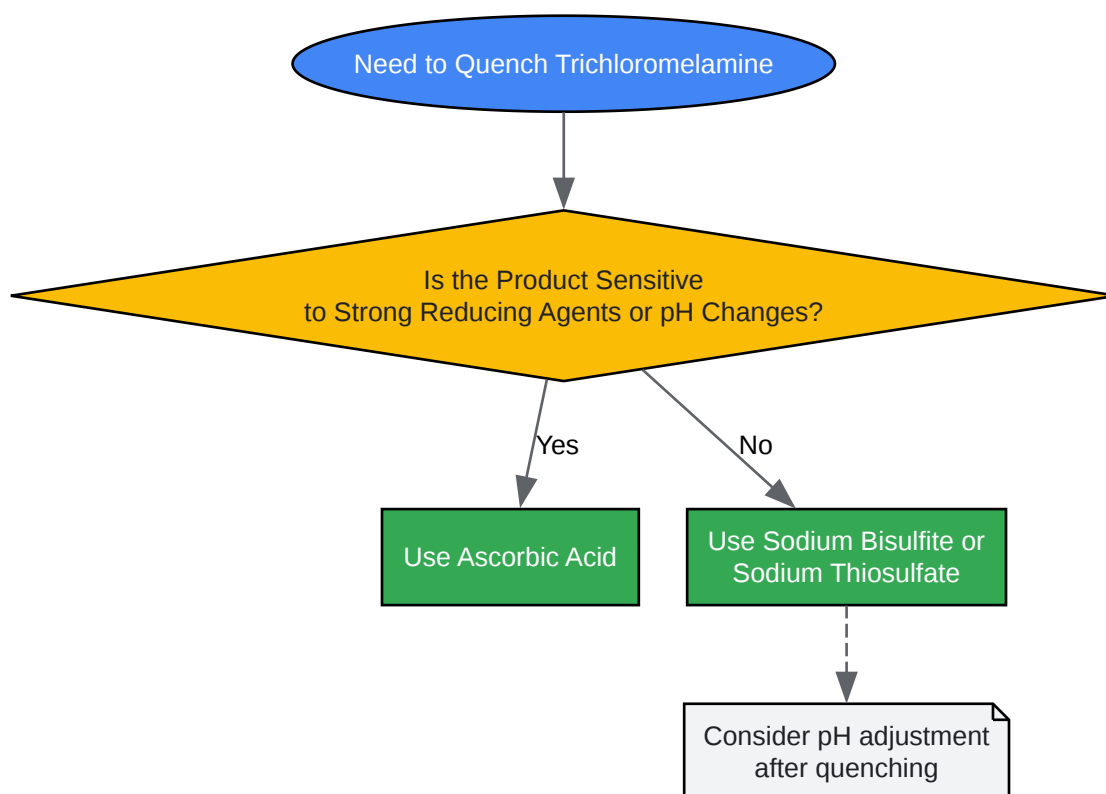 Need to Quench Trichloromelamine
Is the Product Sensitive
to Strong Reducing Agents or pH Changes?
Yes
No
Use Ascorbic Acid
Use Sodium Bisulfite or
Sodium Thiosulfate
Consider pH adjustment
after quenching